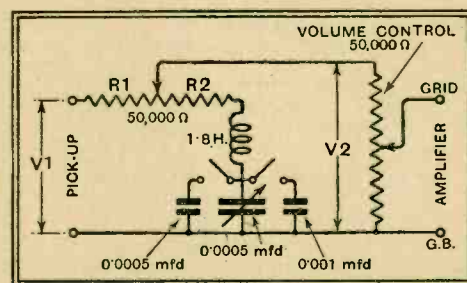 VOLUME CONTROL
50,000 Ω
R1 R2
50,000 Ω
GRID
1·8.H.
V1
PICK-UP
V2
AMPLIFIER
G.B.
0·0005 mfd
0·0005 mfd
0·001 mfd